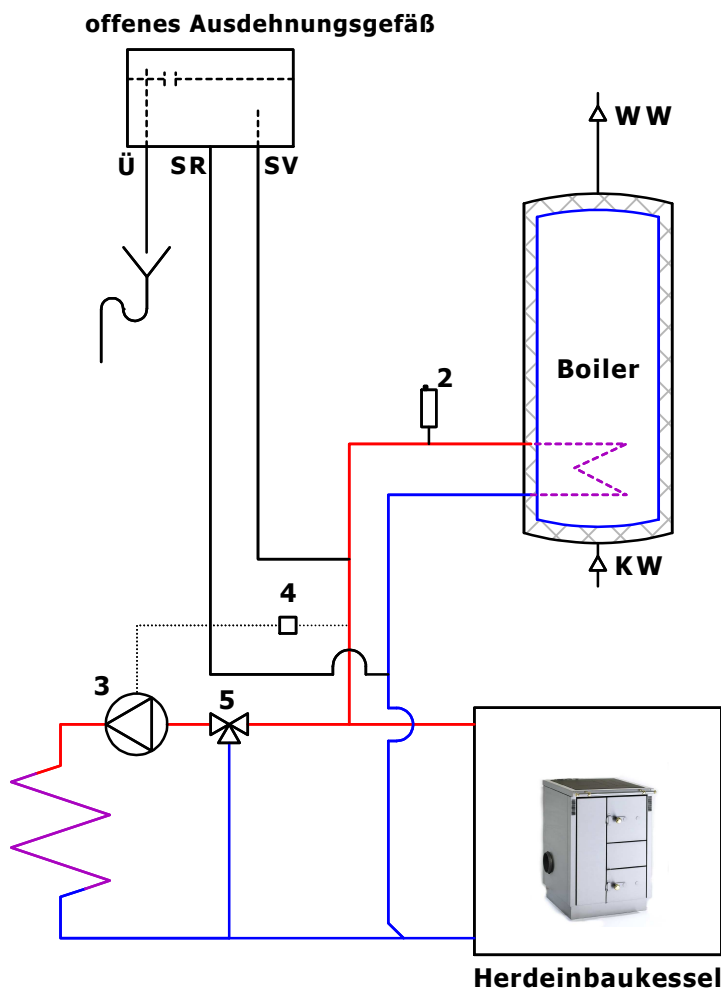 offenes Ausdehnungsgefäß
WW
Ü SR SV
2
Boiler
KW
4
3
5
Herdeinbaukessel